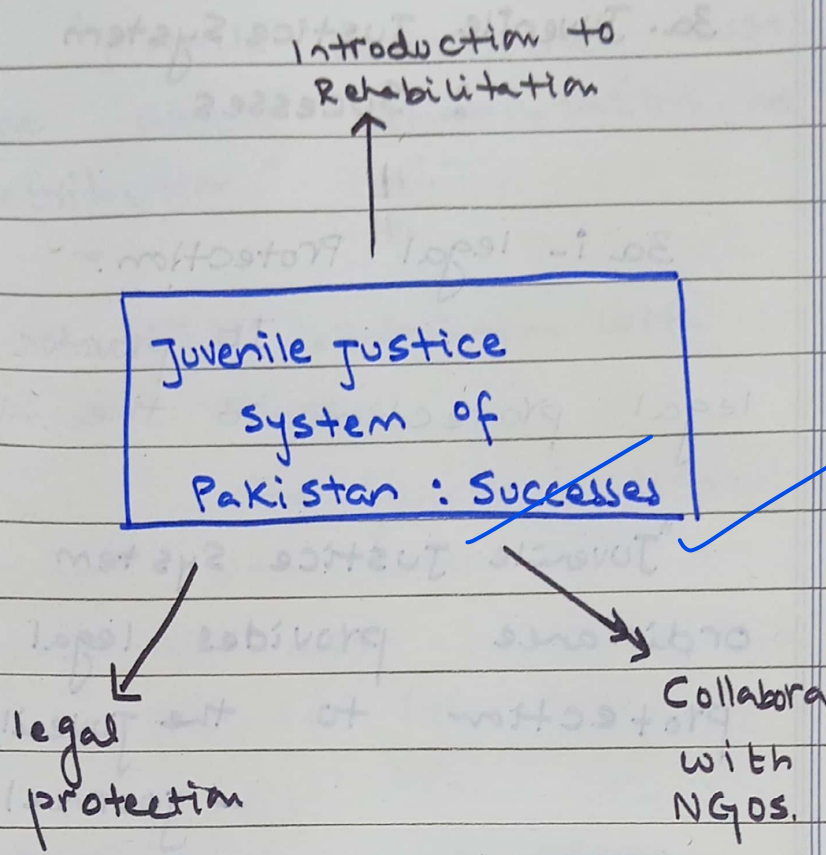 Introduction to
Rehabilitation
Juvenile Justice
System of
Pakistan : Successes
legal
protection
Collabora
with
NGOs.